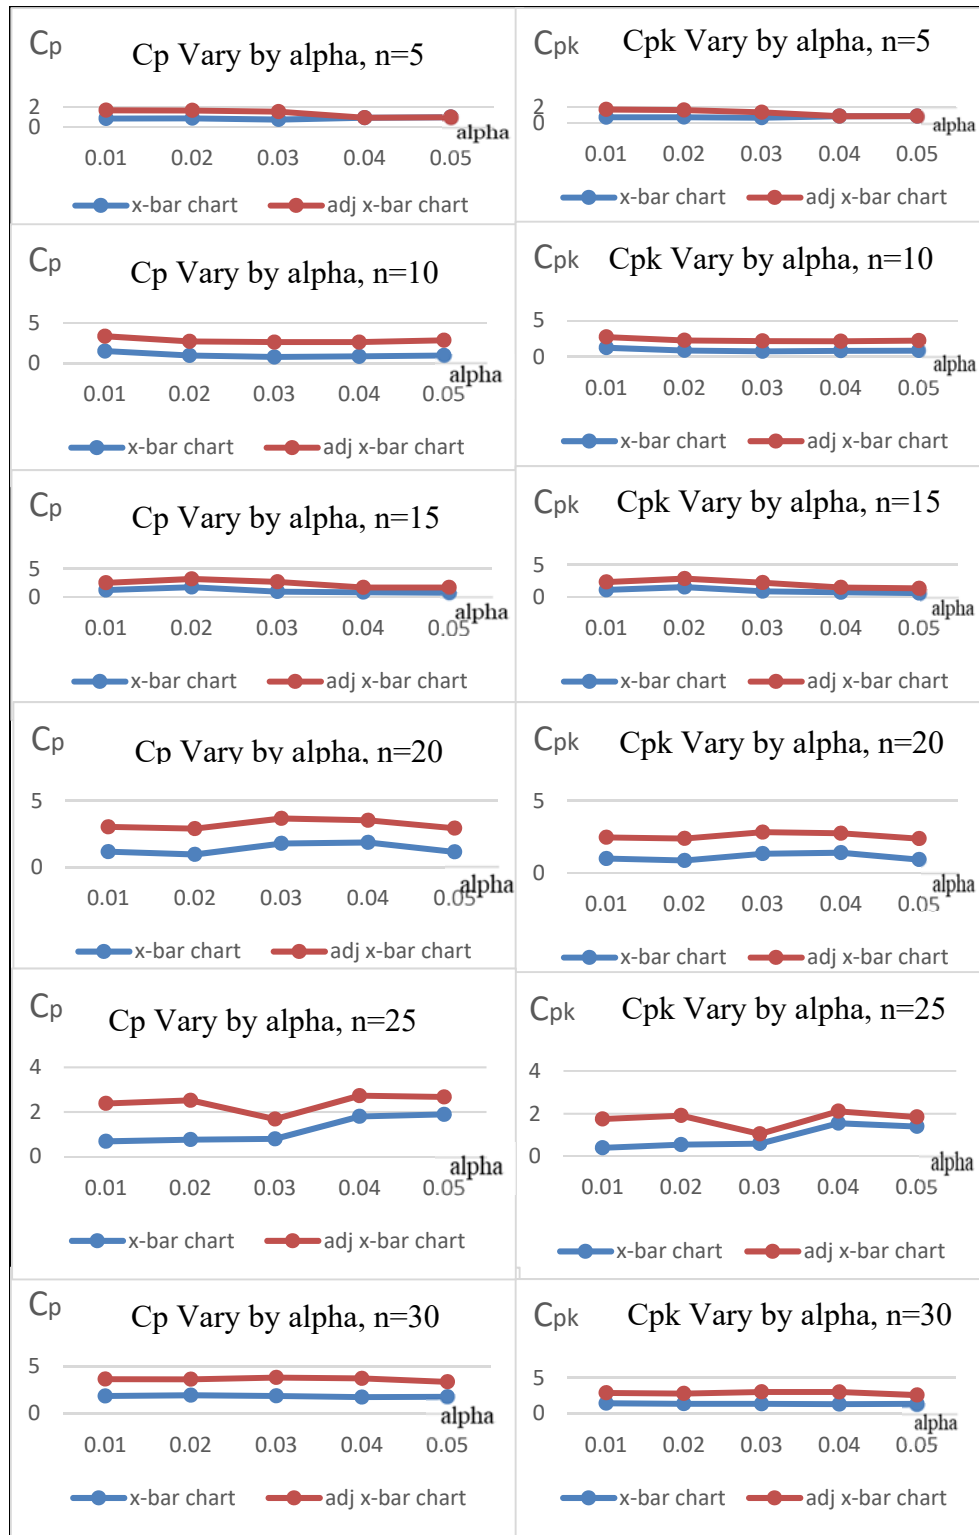 Cp
Cp Vary by alpha, n=5
2
0
alpha
0.01 0.02 0.03 0.04 0.05
x-bar chart adj x-bar chart
Cpk
Cpk Vary by alpha, n=5
2
0
alpha
0.01 0.02 0.03 0.04 0.05
x-bar chart adj x-bar chart
Cp
Cp Vary by alpha, n=10
5
0
alpha
0.01 0.02 0.03 0.04 0.05
x-bar chart adj x-bar chart
Cpk
Cpk Vary by alpha, n=10
5
0
alpha
0.01 0.02 0.03 0.04 0.05
x-bar chart adj x-bar chart
Cp
Cp Vary by alpha, n=15
5
0
alpha
0.01 0.02 0.03 0.04 0.05
x-bar chart adj x-bar chart
Cpk
Cpk Vary by alpha, n=15
5
0
alpha
0.01 0.02 0.03 0.04 0.05
x-bar chart adj x-bar chart
Cp
Cp Vary by alpha, n=20
5
0
alpha
0.01 0.02 0.03 0.04 0.05
x-bar chart adj x-bar chart
Cpk
Cpk Vary by alpha, n=20
5
0
alpha
0.01 0.02 0.03 0.04 0.05
x-bar chart adj x-bar chart
Cp
Cp Vary by alpha, n=25
4
2
0
alpha
0.01 0.02 0.03 0.04 0.05
x-bar chart adj x-bar chart
Cpk
Cpk Vary by alpha, n=25
4
2
0
alpha
0.01 0.02 0.03 0.04 0.05
x-bar chart adj x-bar chart
Cp
Cp Vary by alpha, n=30
5
0
alpha
0.01 0.02 0.03 0.04 0.05
x-bar chart adj x-bar chart
Cpk
Cpk Vary by alpha, n=30
5
0
alpha
0.01 0.02 0.03 0.04 0.05
x-bar chart adj x-bar chart